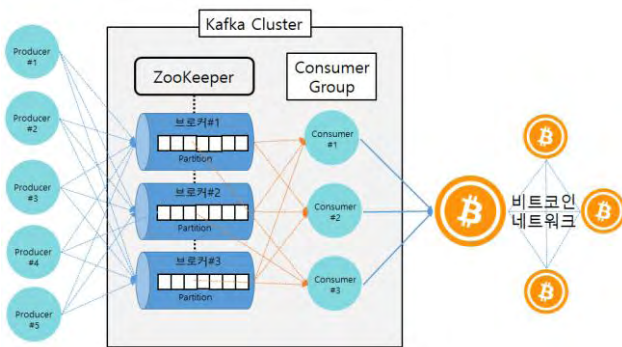 Kafka Cluster
Producer
#1
Producer
#2
Producer
#3
Producer
#4
Producer
#5
ZooKeeper
Consumer
Group
브로커#1
Partition
브로커#2
Partition
브로커#3
Partition
Consumer
#1
Consumer
#2
Consumer
#3
비트코인
네트워크